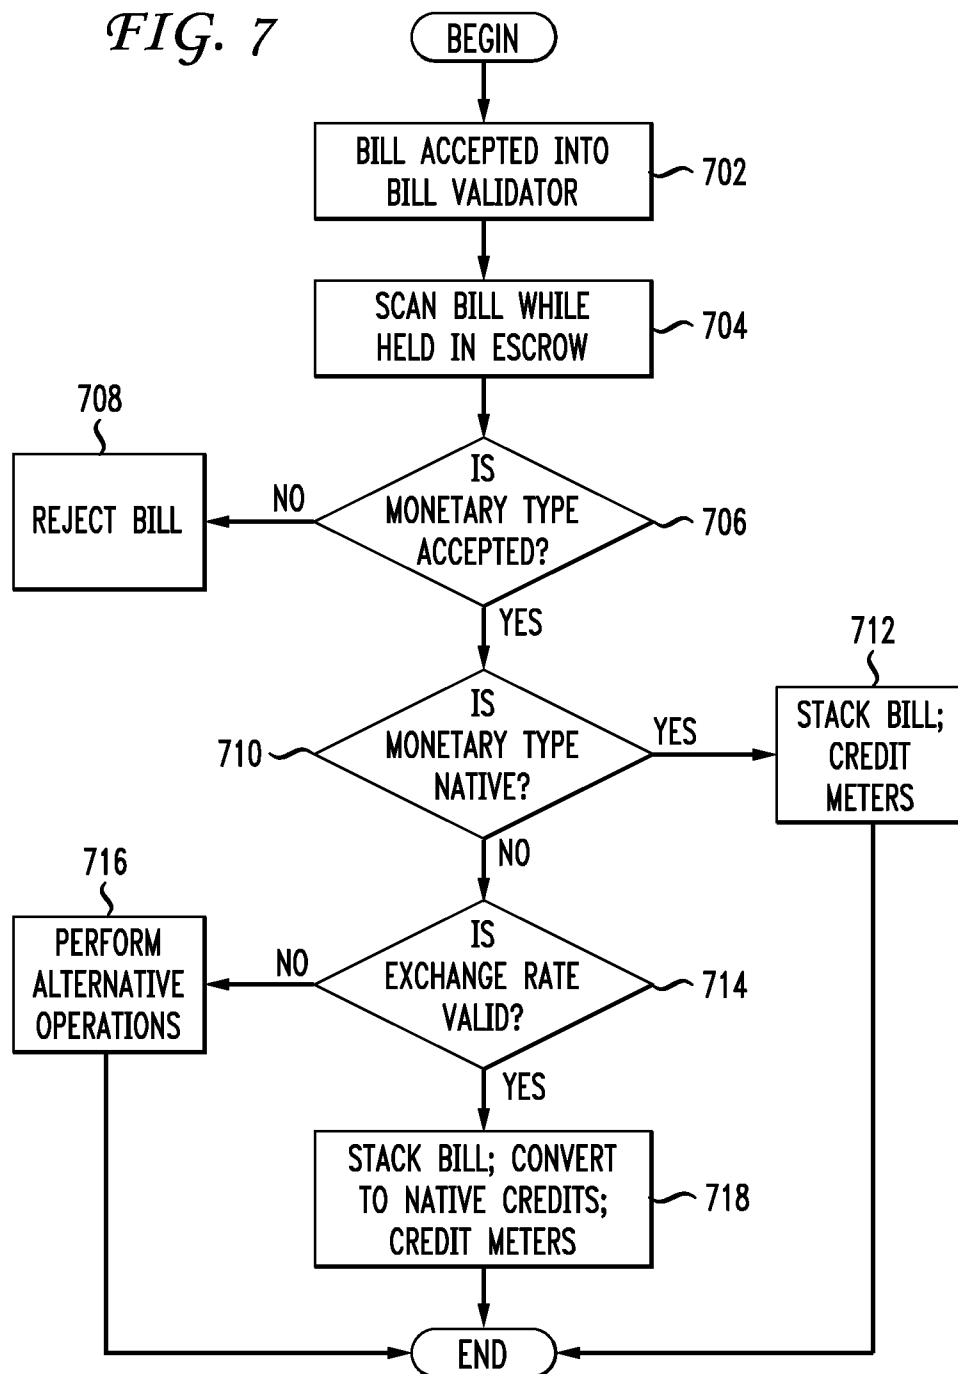 FIG. 7
BEGIN
BILL ACCEPTED INTO
BILL VALIDATOR
702
SCAN BILL WHILE
HELD IN ESCROW
704
708
REJECT BILL
NO
IS
MONETARY TYPE
ACCEPTED?
706
YES
712
710
IS
MONETARY TYPE
NATIVE?
YES
STACK BILL;
CREDIT
METERS
NO
716
PERFORM
ALTERNATIVE
OPERATIONS
NO
IS
EXCHANGE RATE
VALID?
714
YES
STACK BILL; CONVERT
TO NATIVE CREDITS;
CREDIT METERS
718
END